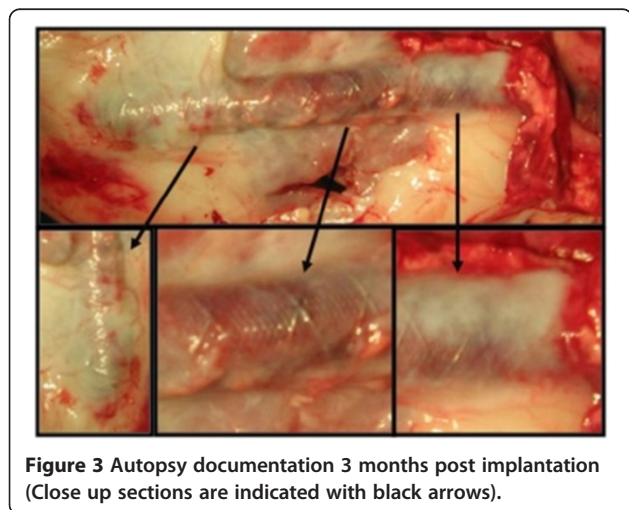 Figure 3 Autopsy documentation 3 months post implantation
(Close up sections are indicated with black arrows).